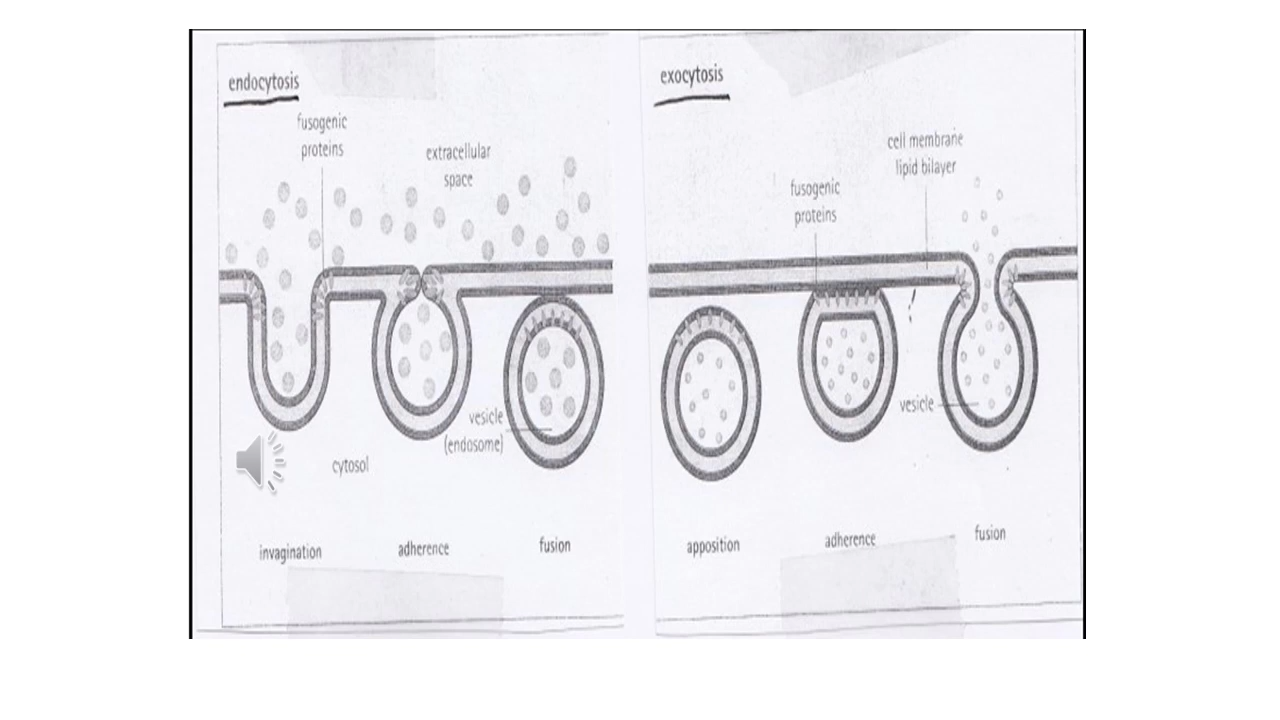 endocytosis
fusogenic
proteins
extracellular
space
vesicle
(endosome)
cytosol
invagination
adherence
fusion
exocytosis
cell membrane
lipid bilayer
fusogenic
proteins
vesicle
apposition
adherence
fusion